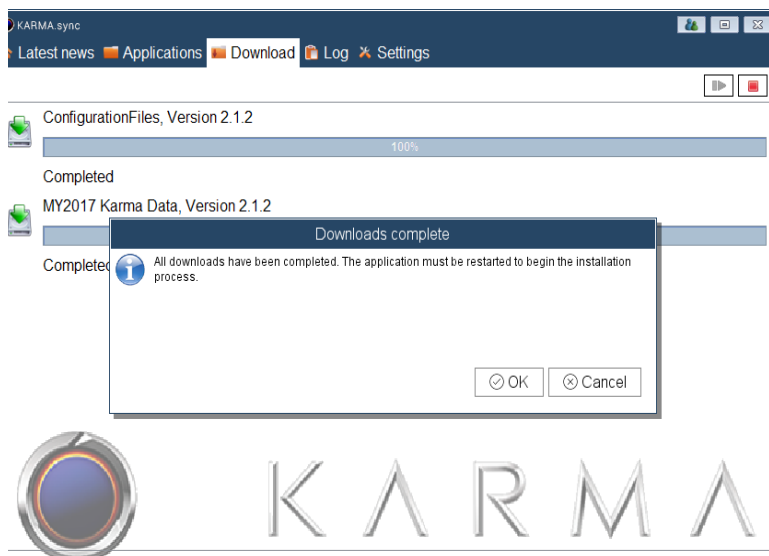 KARMA.sync
Latest news Applications Download Log Settings
ConfigurationFiles, Version 2.1.2
100%
Completed
MY2017 Karma Data, Version 2.1.2
Completed
Downloads complete
All downloads have been completed. The application must be restarted to begin the installation
process.
OK Cancel
KARMA